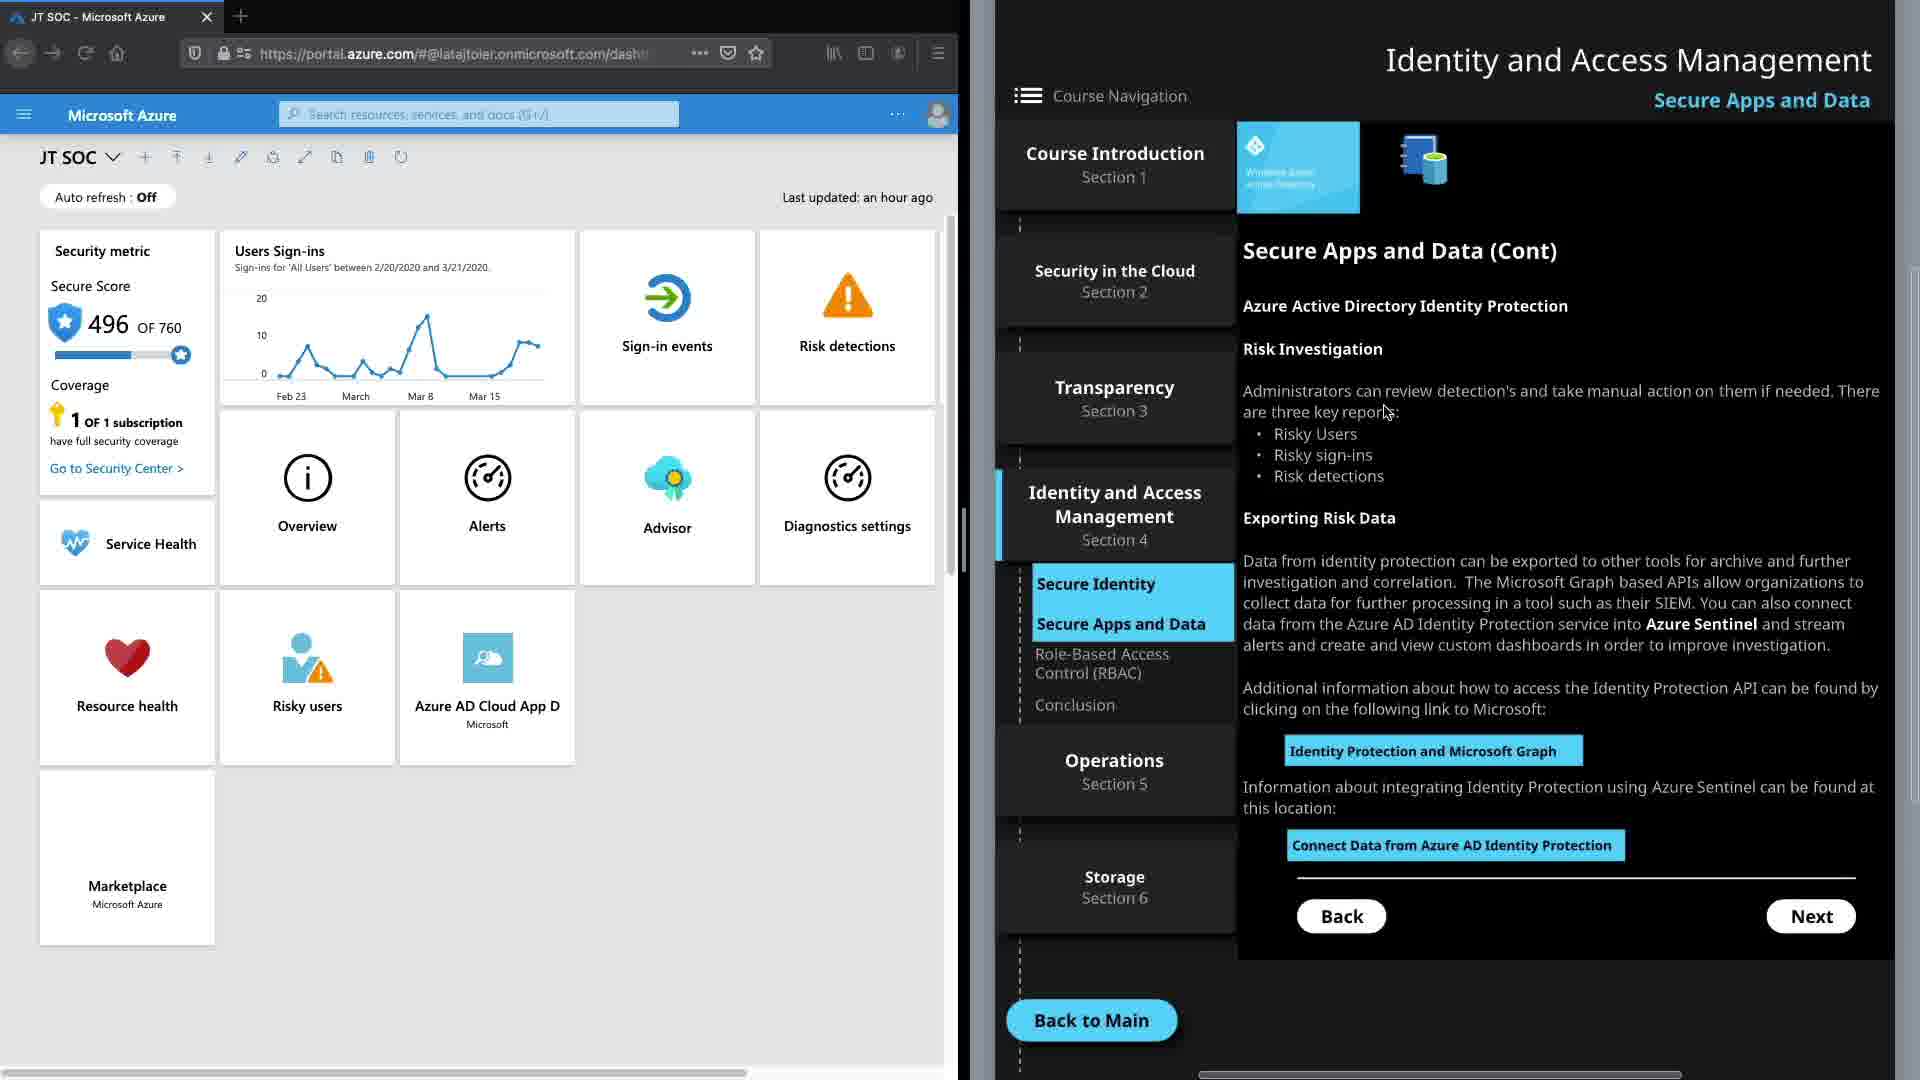 JT SOC - Microsoft Azure
https://portal.azure.com/#@latajtoier.onmicrosoft.com/dash
Microsoft Azure
Search resources, services, and docs (G+/)
JT SOC
Auto refresh : Off
Last updated: an hour ago
Security metric
Secure Score
496 OF 760
Coverage
1 OF 1 subscription
have full security coverage
Go to Security Center >
Users Sign-ins
Sign-ins for 'All Users' between 2/20/2020 and 3/21/2020.
20
10
0
Feb 23
March
Mar 8
Mar 15
Sign-in events
Risk detections
Service Health
Overview
Alerts
Advisor
Diagnostics settings
Resource health
Risky users
Azure AD Cloud App D
Microsoft
Marketplace
Microsoft Azure
Identity and Access Management
Secure Apps and Data
Course Navigation
Course Introduction
Section 1
Security in the Cloud
Section 2
Transparency
Section 3
Identity and Access
Management
Section 4
Secure Identity
Secure Apps and Data
Role-Based Access
Control (RBAC)
Conclusion
Operations
Section 5
Storage
Section 6
Back to Main
Windows Azure
Active Directory
Secure Apps and Data (Cont)
Azure Active Directory Identity Protection
Risk Investigation
Administrators can review detection's and take manual action on them if needed. There
are three key reports:
• Risky Users
• Risky sign-ins
• Risk detections
Exporting Risk Data
Data from identity protection can be exported to other tools for archive and further
investigation and correlation. The Microsoft Graph based APIs allow organizations to
collect data for further processing in a tool such as their SIEM. You can also connect
data from the Azure AD Identity Protection service into Azure Sentinel and stream
alerts and create and view custom dashboards in order to improve investigation.
Additional information about how to access the Identity Protection API can be found by
clicking on the following link to Microsoft:
Identity Protection and Microsoft Graph
Information about integrating Identity Protection using Azure Sentinel can be found at
this location:
Connect Data from Azure AD Identity Protection
Back
Next